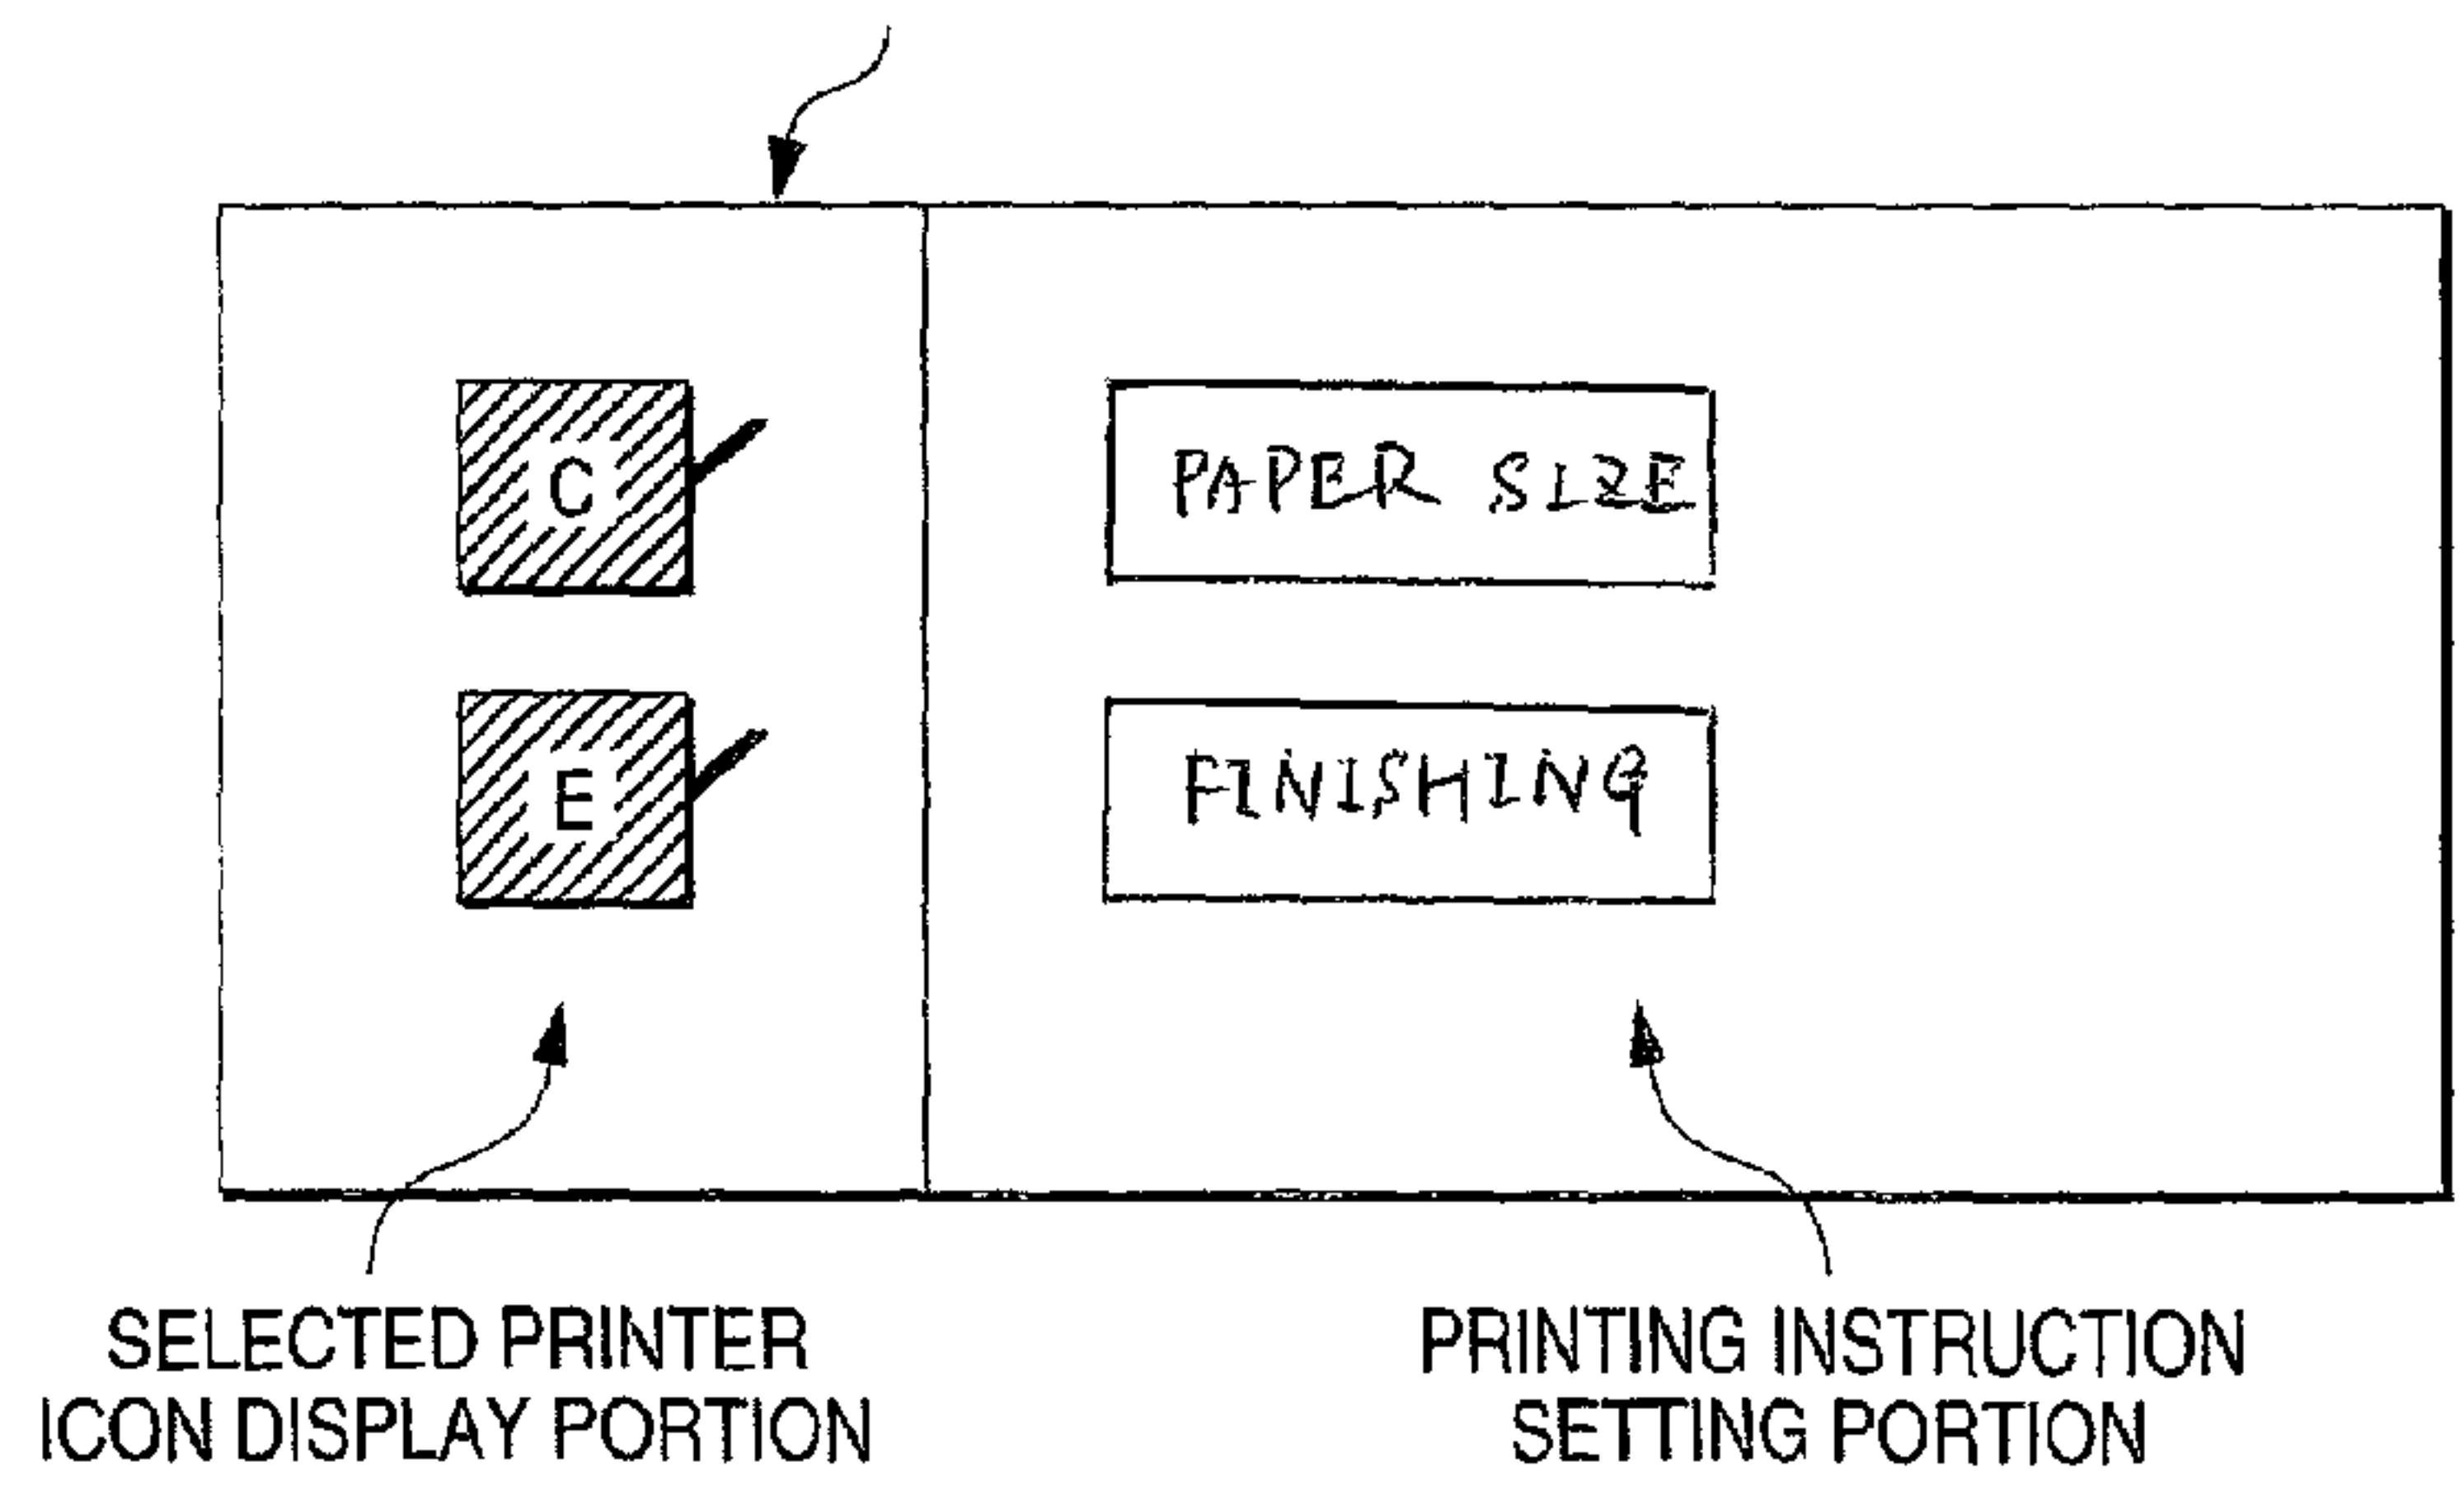 C
PAPER SIZE
E
FINISHING
SELECTED PRINTER
ICON DISPLAY PORTION
PRINTING INSTRUCTION
SETTING PORTION